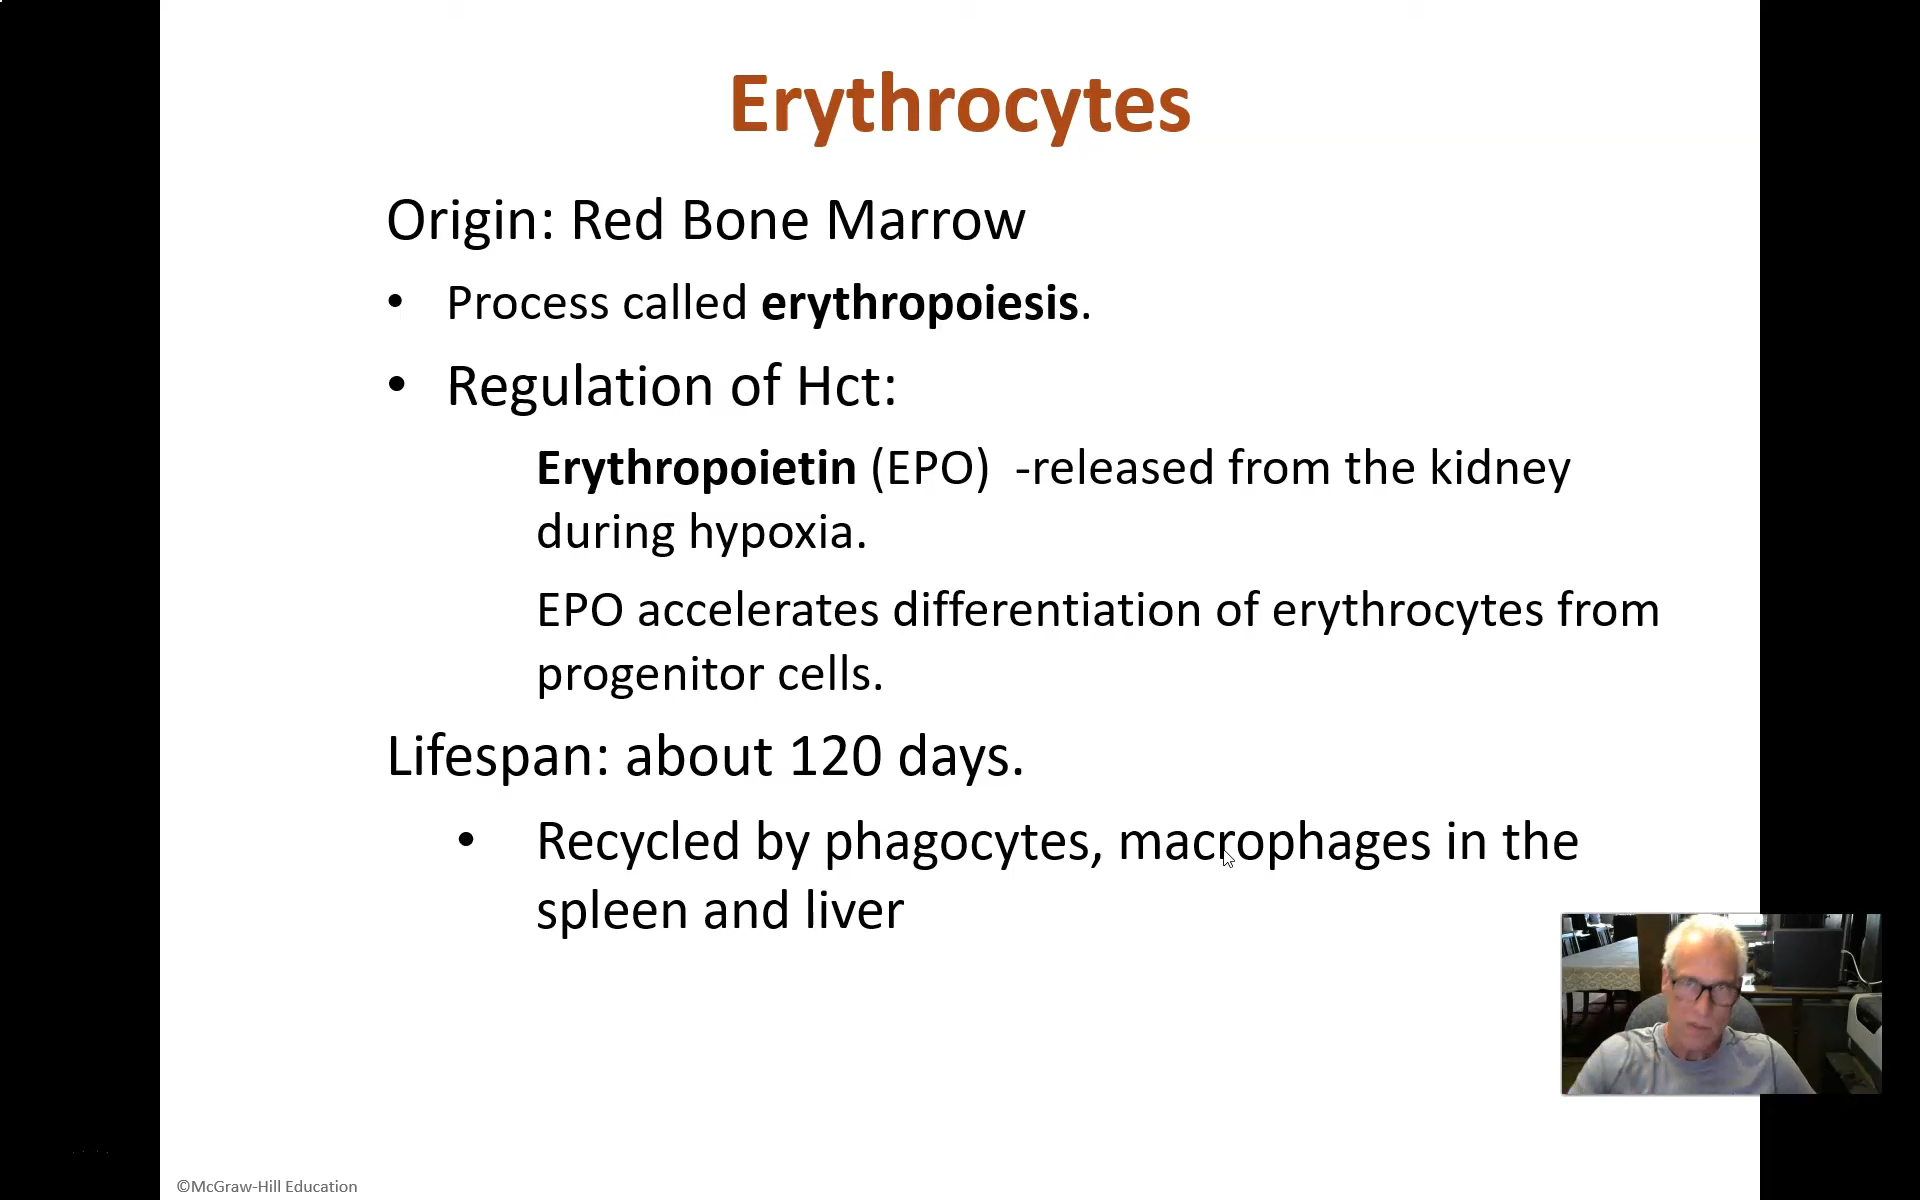 Erythrocytes
Origin: Red Bone Marrow
• Process called erythropoiesis.
• Regulation of Hct:
Erythropoietin (EPO) -released from the kidney
during hypoxia.
EPO accelerates differentiation of erythrocytes from
progenitor cells.
Lifespan: about 120 days.
• Recycled by phagocytes, macrophages in the
spleen and liver
©McGraw-Hill Education